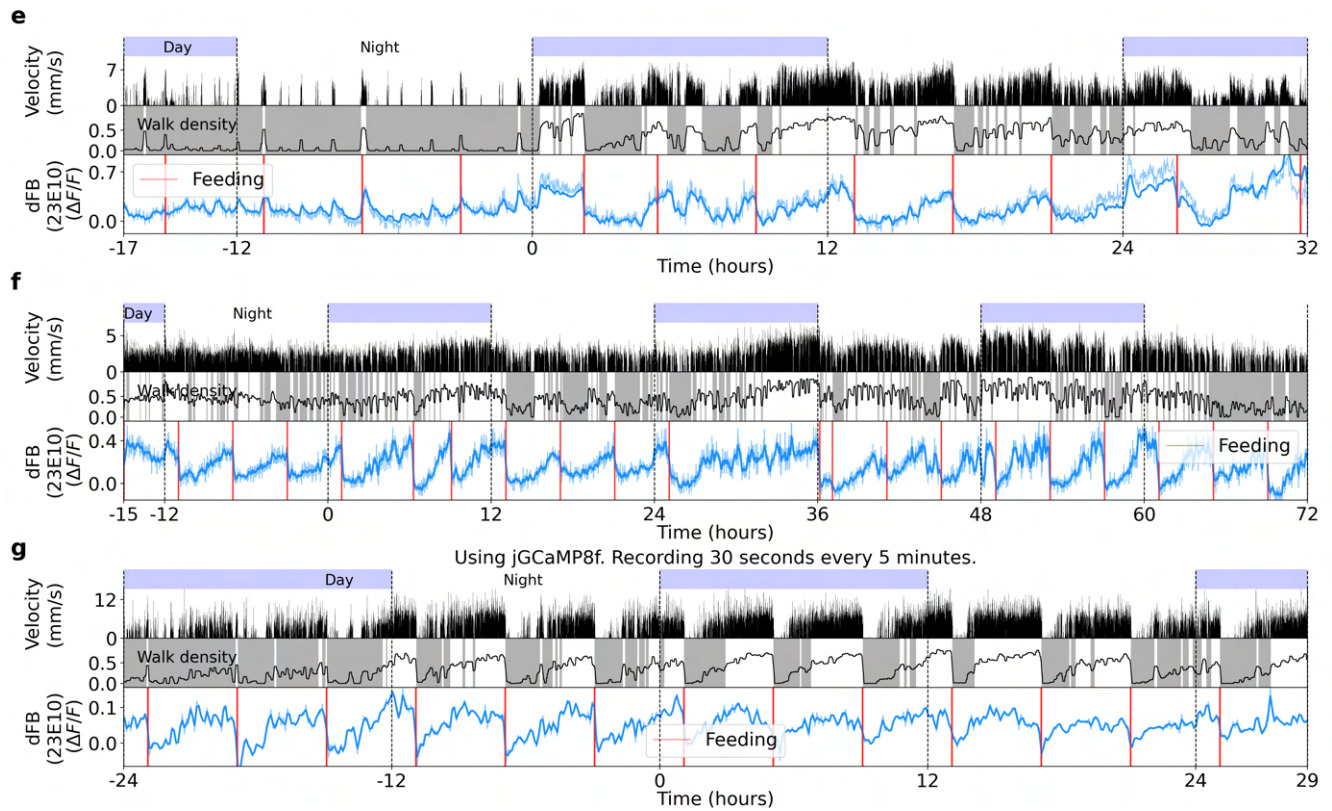 e
Day Night
Velocity
(mm/s)
7
0
Walk density
0.5
0.0
dFB
(23E10)
(ΔF/F)
0.7
0.0
Feeding
-17 -12 0 12 24 32
Time (hours)
f
Day Night
Velocity
(mm/s)
5
0
Walk density
0.5
0.0
dFB
(23E10)
(ΔF/F)
0.4
0.0
Feeding
-15 -12 0 12 24 36 48 60 72
Time (hours)
g
Using jGCaMP8f. Recording 30 seconds every 5 minutes.
Day Night
Velocity
(mm/s)
12
0
Walk density
0.5
0.0
dFB
(23E10)
(ΔF/F)
0.1
0.0
Feeding
-24 -12 0 12 24 29
Time (hours)